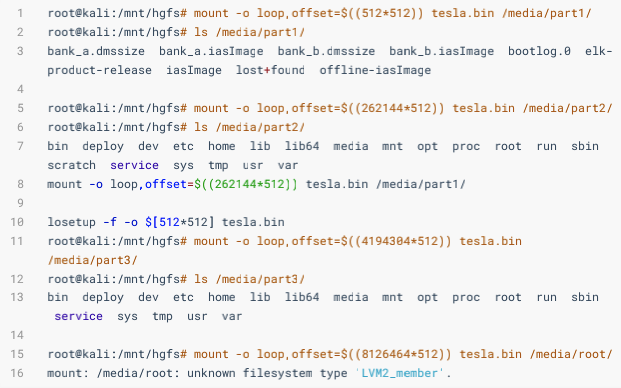 1 root@kali:/mnt/hgfs# mount -o loop,offset=$((512*512)) tesla.bin /media/part1/
2 root@kali:/mnt/hgfs# ls /media/part1/
3 bank_a.dmssize bank_a.iasImage bank_b.dmssize bank_b.iasImage bootlog.0 elk-
product-release iasImage lost+found offline-iasImage
4
5 root@kali:/mnt/hgfs# mount -o loop,offset=$((262144*512)) tesla.bin /media/part2/
6 root@kali:/mnt/hgfs# ls /media/part2/
7 bin deploy dev etc home lib lib64 media mnt opt proc root run sbin
scratch service sys tmp usr var
8 mount -o loop,offset=$((262144*512)) tesla.bin /media/part1/
9
10 losetup -f -o $[512*512] tesla.bin
11 root@kali:/mnt/hgfs# mount -o loop,offset=$((4194304*512)) tesla.bin
/media/part3/
12 root@kali:/mnt/hgfs# ls /media/part3/
13 bin deploy dev etc home lib lib64 media mnt opt proc root run sbin
service sys tmp usr var
14
15 root@kali:/mnt/hgfs# mount -o loop,offset=$((8126464*512)) tesla.bin /media/root/
16 mount: /media/root: unknown filesystem type 'LVM2_member'.